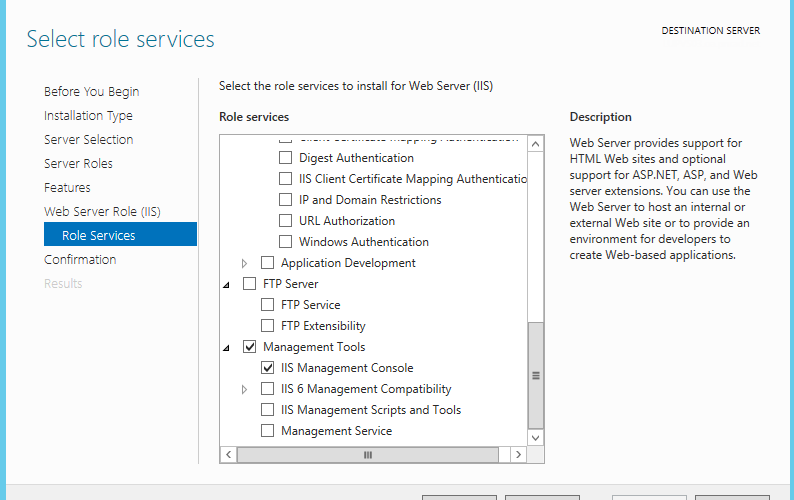 Select role services
DESTINATION SERVER
Before You Begin
Installation Type
Server Selection
Server Roles
Features
Web Server Role (IIS)
Role Services
Confirmation
Results
Select the role services to install for Web Server (IIS)
Role services
Client Certificate Mapping Authentication
Digest Authentication
IIS Client Certificate Mapping Authenticatio
IP and Domain Restrictions
URL Authorization
Windows Authentication
Application Development
FTP Server
FTP Service
FTP Extensibility
Management Tools
IIS Management Console
IIS 6 Management Compatibility
IIS Management Scripts and Tools
Management Service
Description
Web Server provides support for
HTML Web sites and optional
support for ASP.NET, ASP, and Web
server extensions. You can use the
Web Server to host an internal or
external Web site or to provide an
environment for developers to
create Web-based applications.